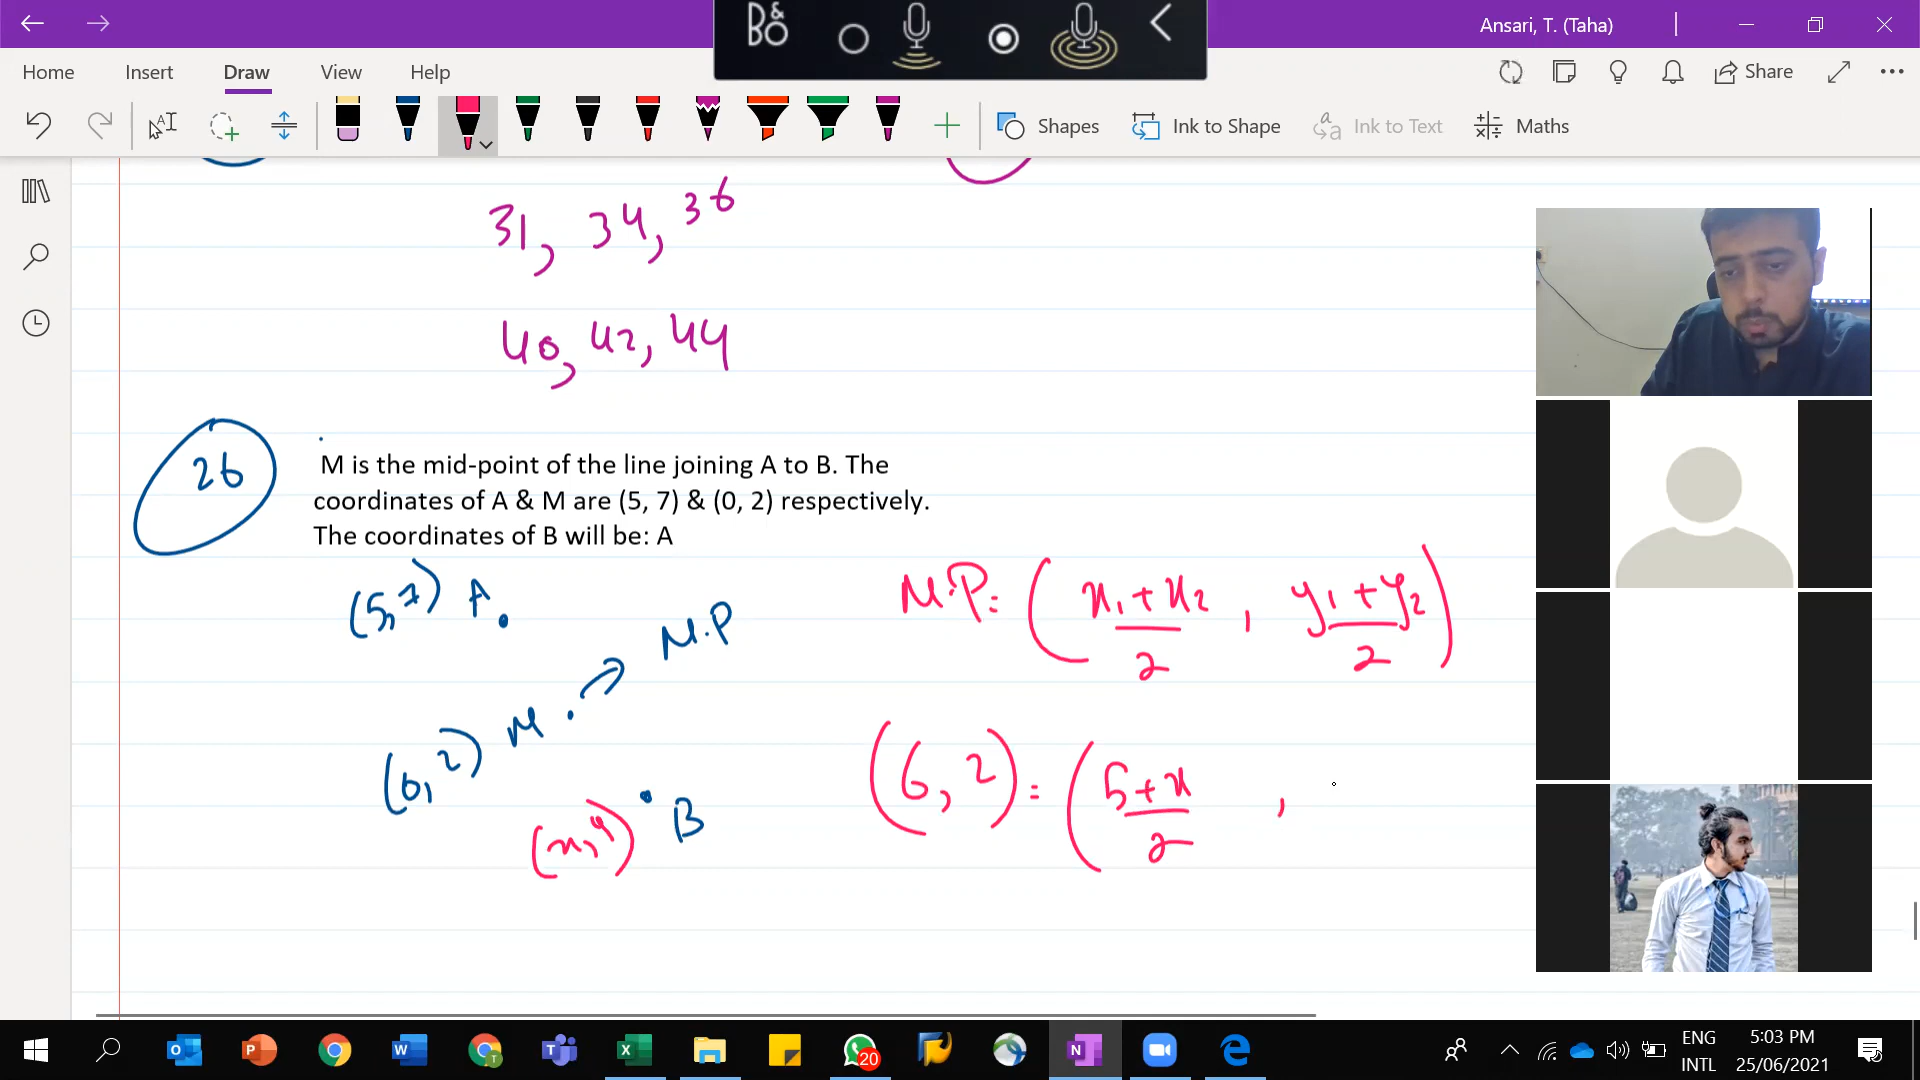 B&O
Ansari, T. (Taha)
Home Insert Draw View Help
Share
Shapes Ink to Shape Ink to Text Maths
31, 34, 36
40, 42, 44
26
M is the mid-point of the line joining A to B. The
coordinates of A & M are (5, 7) & (0, 2) respectively.
The coordinates of B will be: A
(5,7) A
M.P
M.P = (x1 + x2 / 2 , y1 + y2 / 2)
(0, 2) M
(6, 2) = (5 + x / 2 ,
(x, y) B
20
ENG
INTL
5:03 PM
25/06/2021